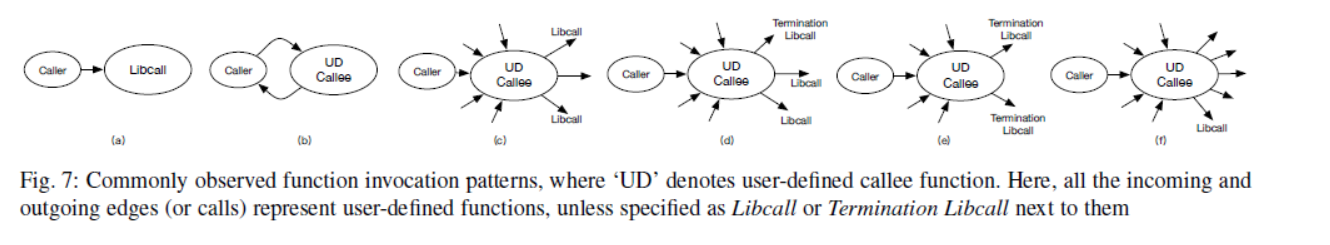 Caller
Libcall
(a)
Caller
UD
Callee
(b)
Caller
UD
Callee
Libcall
Libcall
(c)
Caller
UD
Callee
Termination
Libcall
Libcall
Libcall
(d)
Caller
UD
Callee
Termination
Libcall
Termination
Libcall
(e)
Caller
UD
Callee
Libcall
(f)
Fig. 7: Commonly observed function invocation patterns, where ‘UD’ denotes user-defined callee function. Here, all the incoming and
outgoing edges (or calls) represent user-defined functions, unless specified as Libcall or Termination Libcall next to them